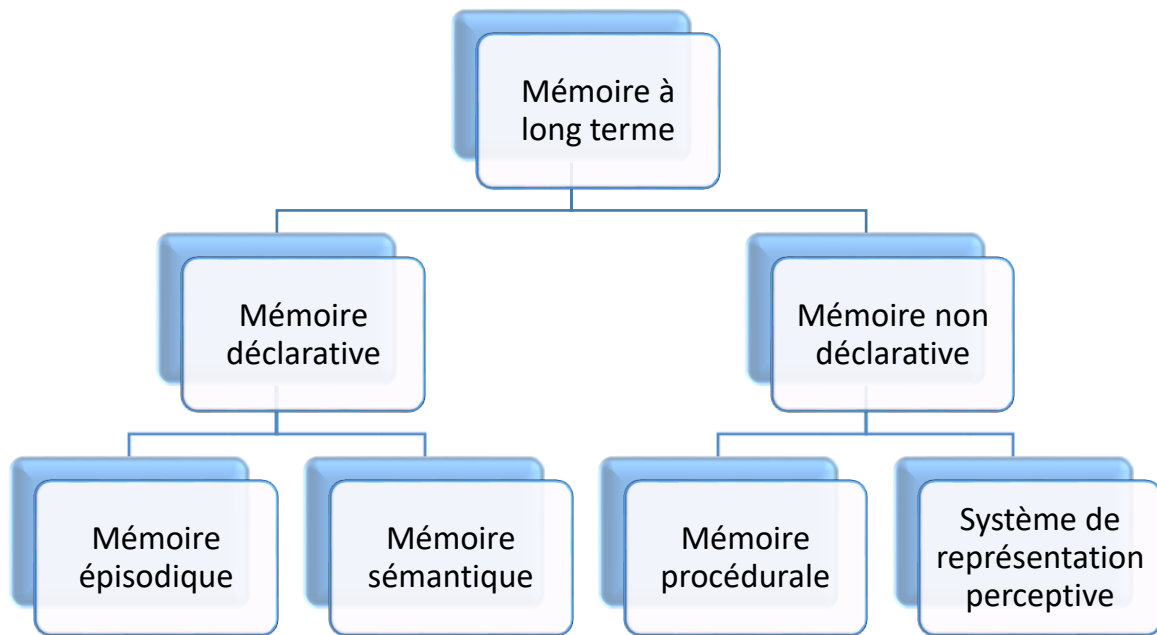 Mémoire à
long terme
Mémoire
déclarative
Mémoire non
déclarative
Mémoire
épisodique
Mémoire
sémantique
Mémoire
procédurale
Système de
représentation
perceptive